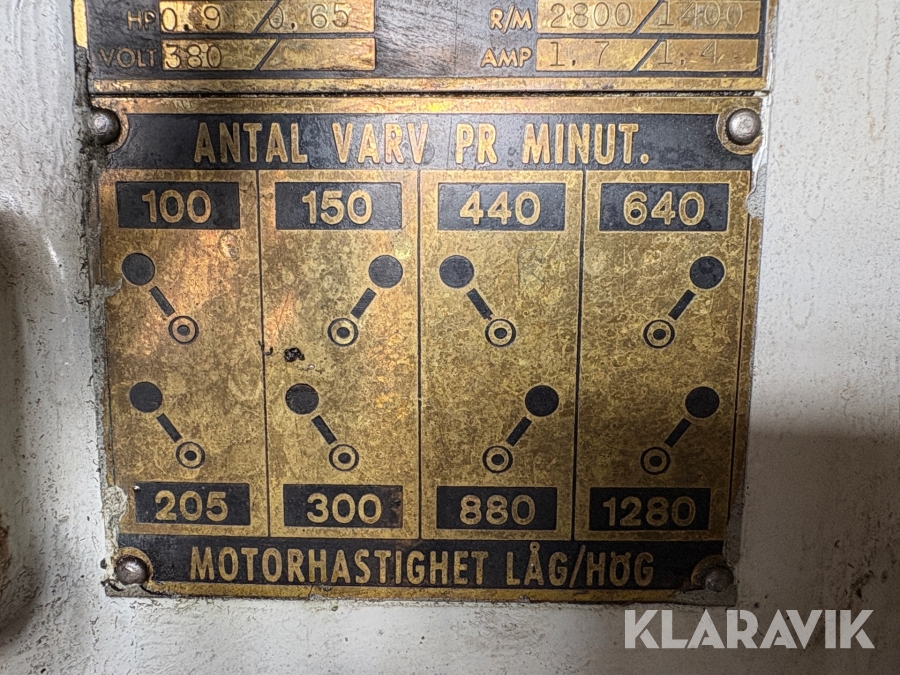 HP 0.9 / 0,65 R/M 2800/1400
VOLT 380 / AMP 1,7/1,4
ANTAL VARV PR MINUT.
100 150 440 640
205 300 880 1280
MOTORHASTIGHET LÅG/HÖG
KLARAVIK